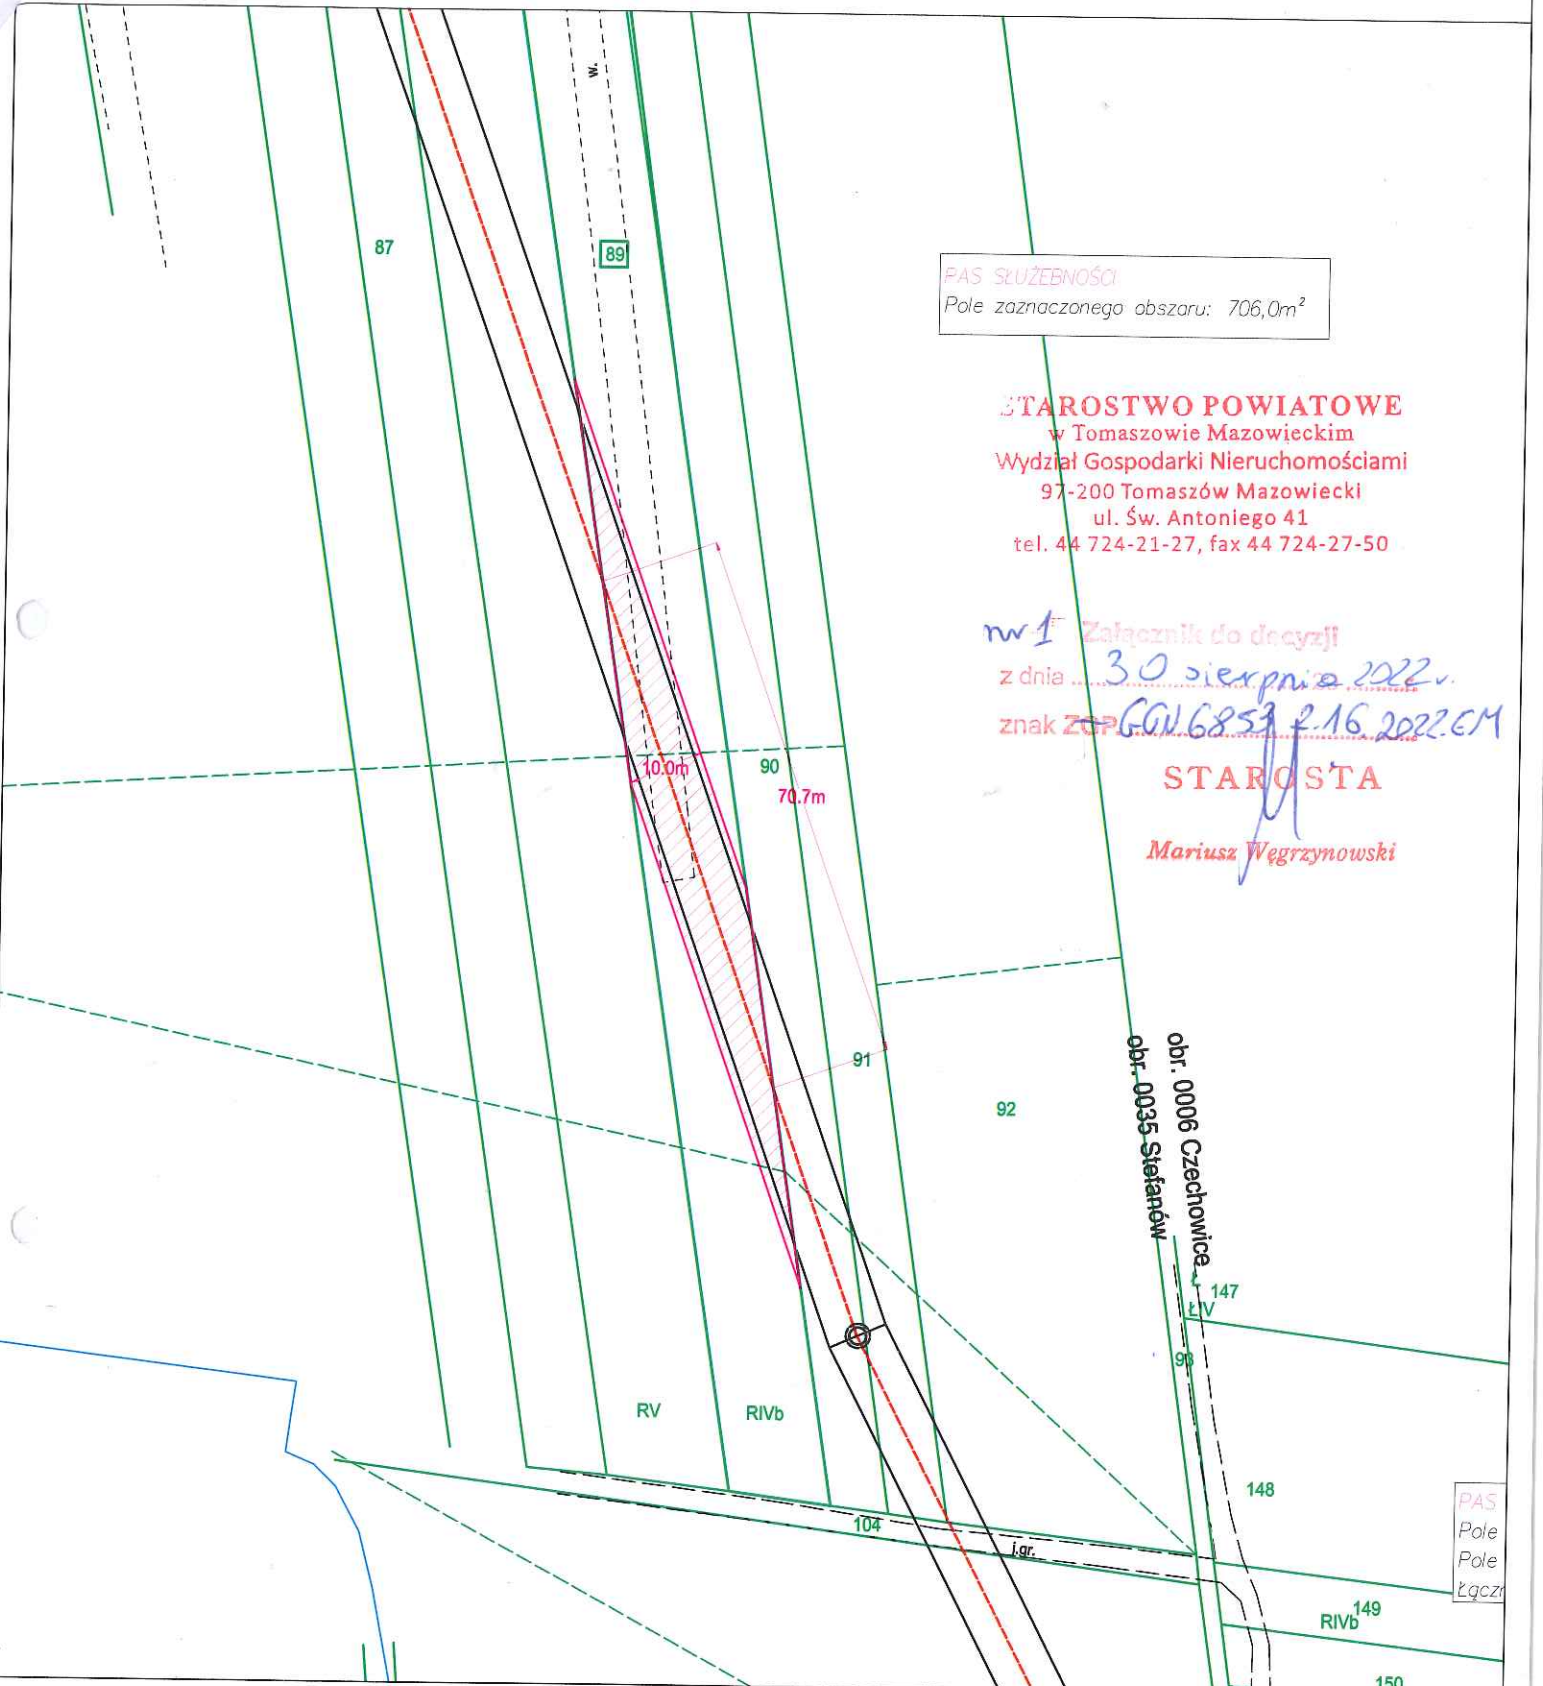 w.
87
89
PAS SŁUŻEBNOŚCI
Pole zaznaczonego obszaru: 706,0m²
STAROSTWO POWIATOWE
w Tomaszowie Mazowieckim
Wydział Gospodarki Nieruchomościami
97-200 Tomaszów Mazowiecki
ul. Św. Antoniego 41
tel. 44 724-21-27, fax 44 724-27-50
nr 1 Załącznik do decyzji
z dnia 30 sierpnia 2022 r.
znak ZGP GGN.6853.2.16.2022.EM
STAROSTA
Mariusz Węgrzynowski
10.0m
90
70.7m
91
92
obr. 0006 Czechowice
obr. 0035 Stefanów
Ł
147
ŁIV
93
RV
RIVb
148
104
j.gr.
PAS
Pole
Pole
Łączn
149
RIVb
150